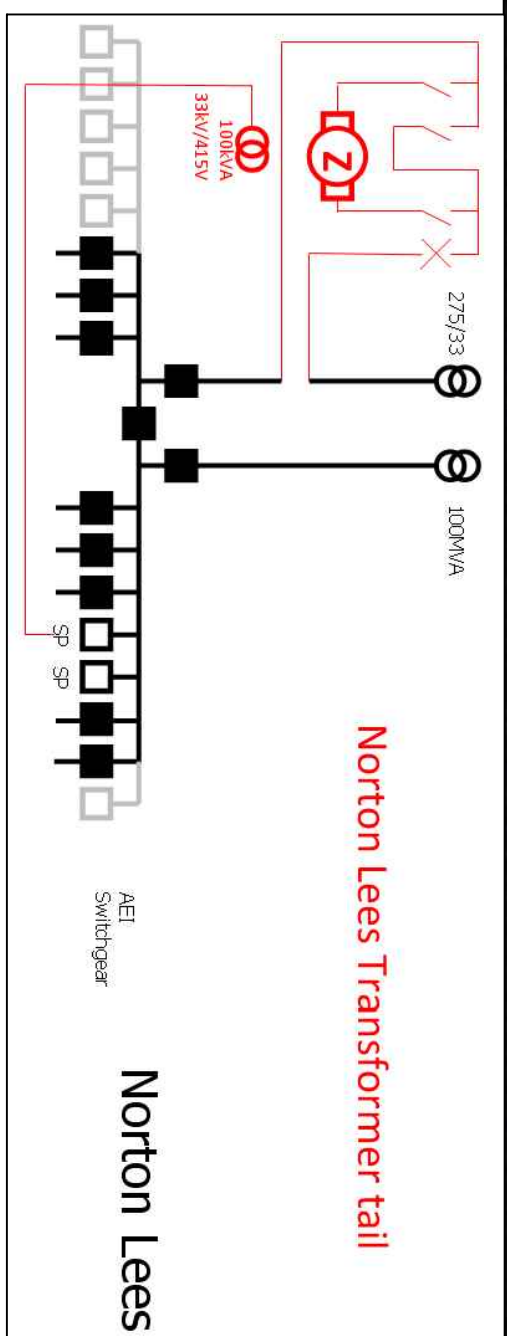 Norton Lees Transformer tail
275/33
100MVA
Z
100kVA
33kV/415V
SP
SP
AEI
Switchgear
Norton Lees